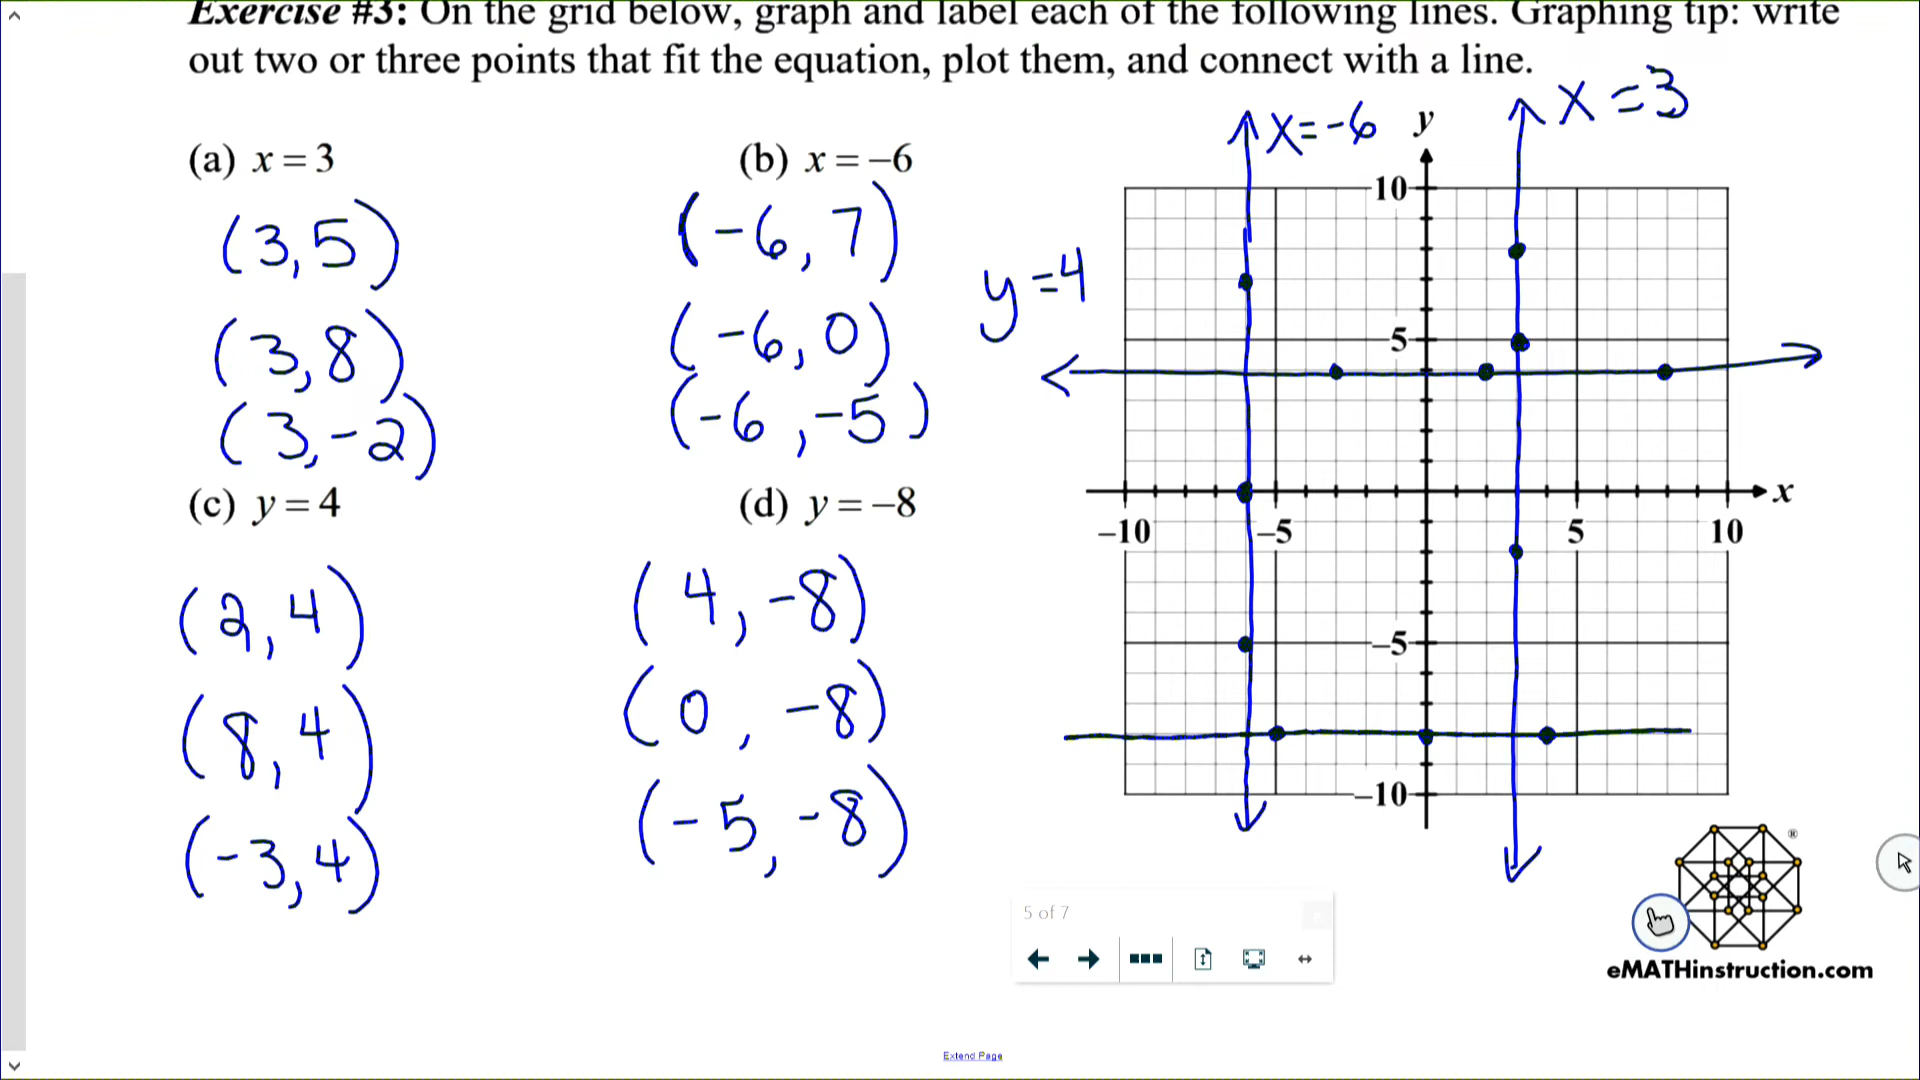 Exercise #3: On the grid below, graph and label each of the following lines. Graphing tip: write
out two or three points that fit the equation, plot them, and connect with a line.
(a) x = 3
(3,5)
(3,8)
(3,-2)
(b) x = –6
(-6,7)
(-6,0)
(-6,-5)
(c) y = 4
(2,4)
(8,4)
(-3,4)
(d) y = –8
(4,-8)
(0,-8)
(-5,-8)
x=-6
y
x=3
y=4
10
5
x
–10
–5
5
10
–5
–10
®
eMATHinstruction.com
5 of 7
Extend Page